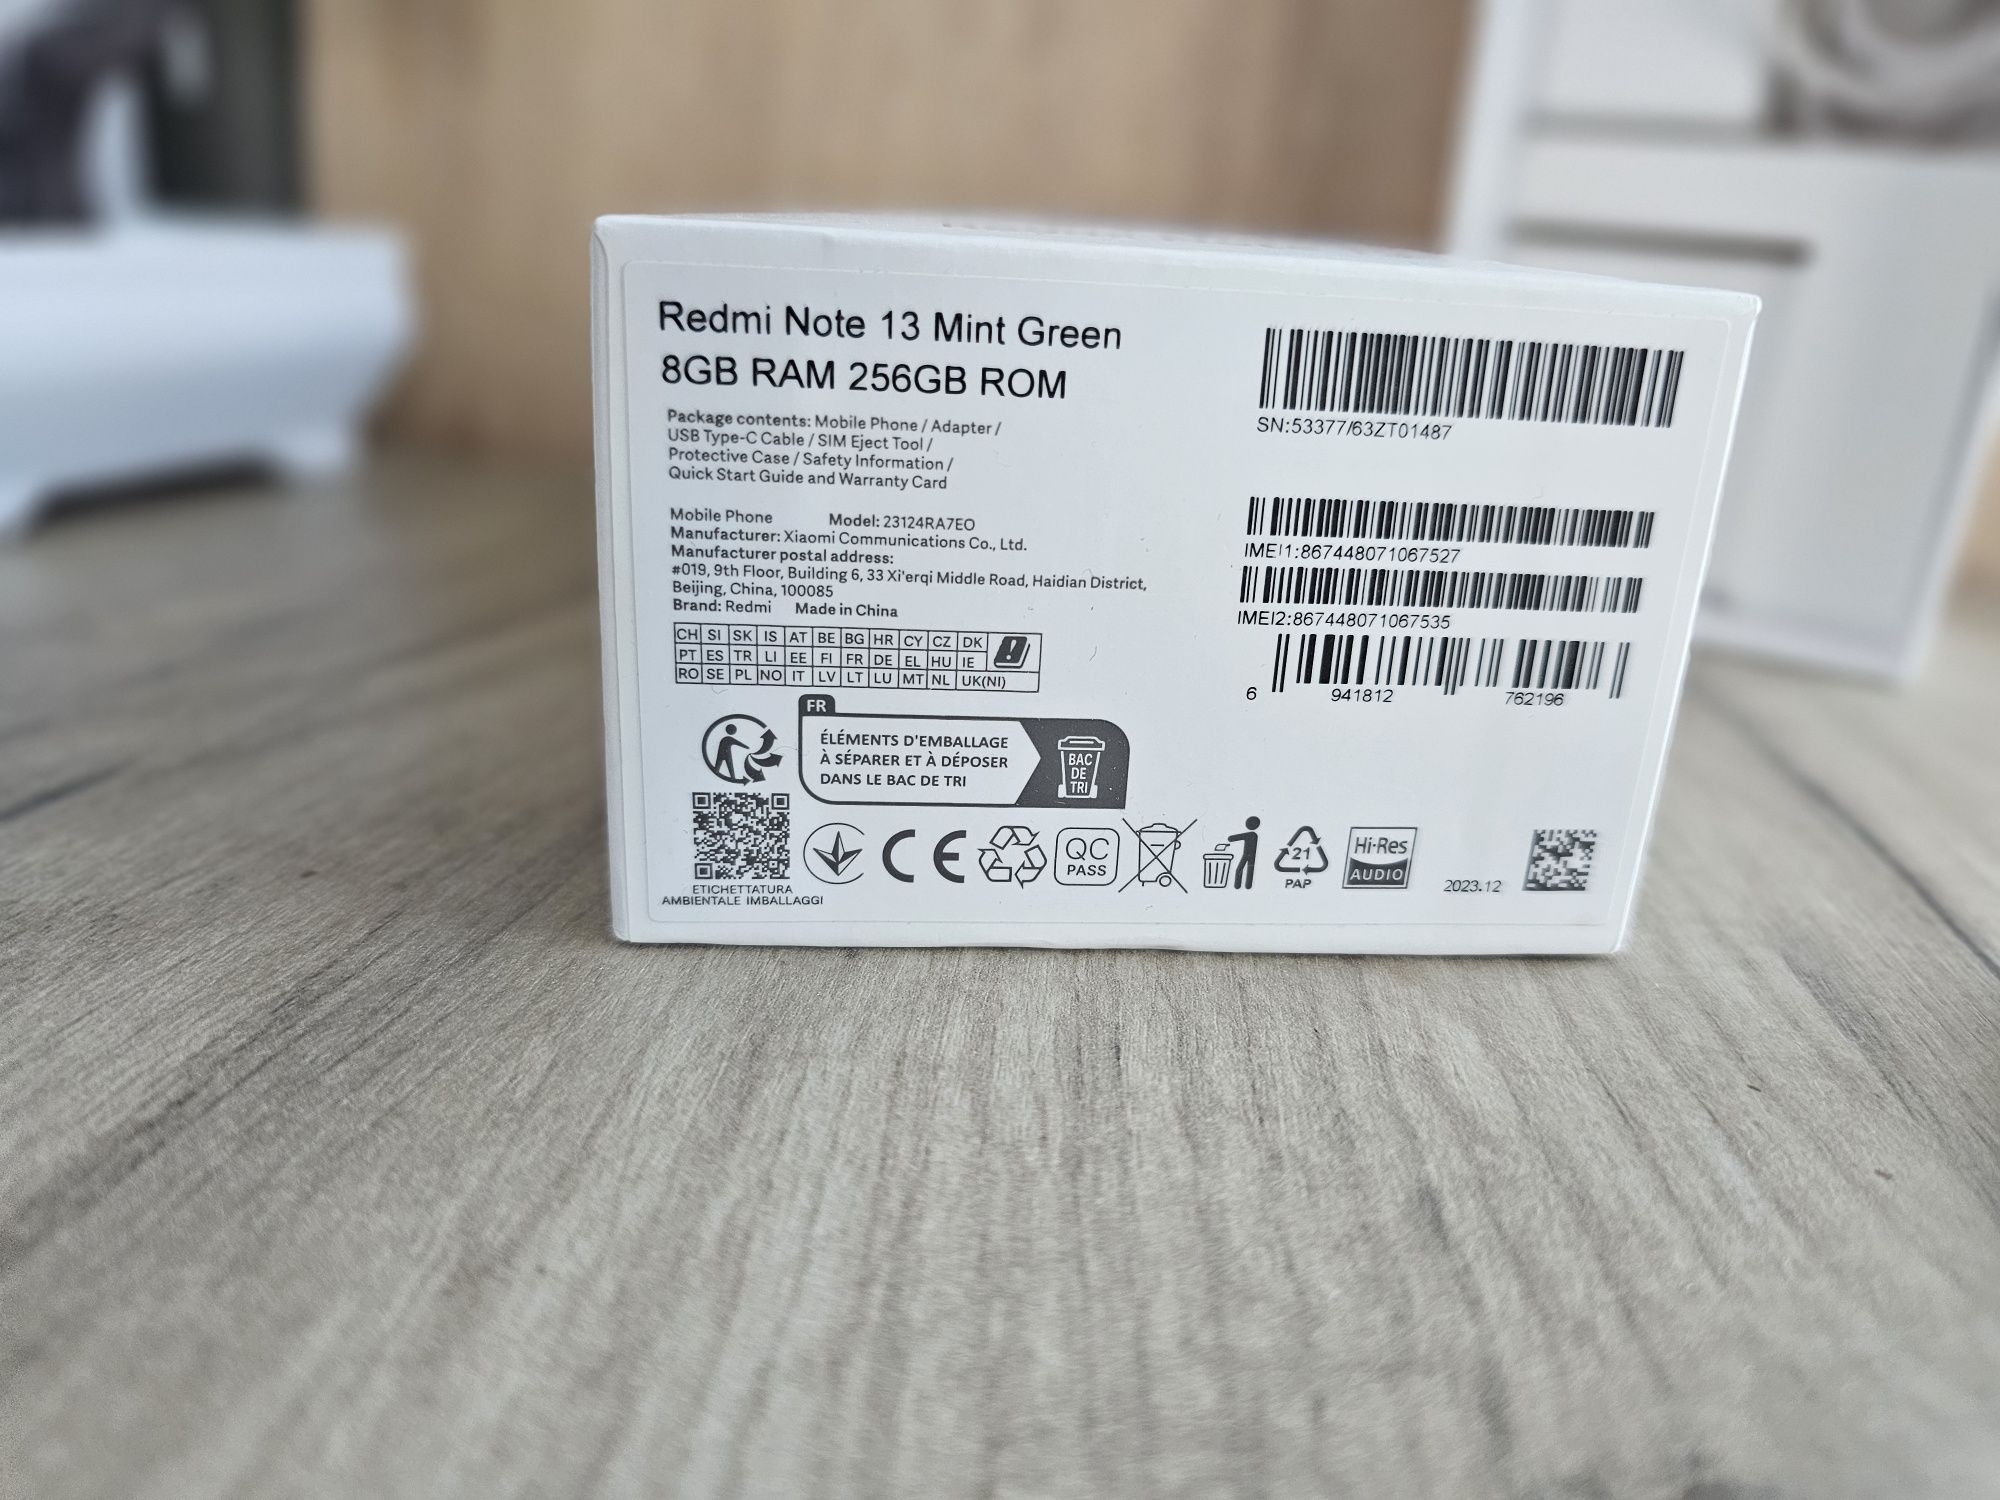 Redmi Note 13 Mint Green
8GB RAM 256GB ROM
Package contents: Mobile Phone / Adapter /
USB Type-C Cable / SIM Eject Tool /
Protective Case / Safety Information /
Quick Start Guide and Warranty Card
Mobile Phone Model: 23124RA7EO
Manufacturer: Xiaomi Communications Co., Ltd.
Manufacturer postal address:
#019, 9th Floor, Building 6, 33 Xi'erqi Middle Road, Haidian District,
Beijing, China, 100085
Brand: Redmi Made in China
CH SI SK IS AT BE BG HR CY CZ DK
PT ES TR LI EE FI FR DE EL HU IE
RO SE PL NO IT LV LT LU MT NL UK(NI)
FR
ÉLÉMENTS D'EMBALLAGE
À SÉPARER ET À DÉPOSER
DANS LE BAC DE TRI
BAC
DE
TRI
ETICHETTATURA
AMBIENTALE IMBALLAGGI
CE
QC
PASS
21
PAP
Hi-Res
AUDIO
2023.12
SN:53377/63ZT01487
IMEI1:867448071067527
IMEI2:867448071067535
6 941812 762196